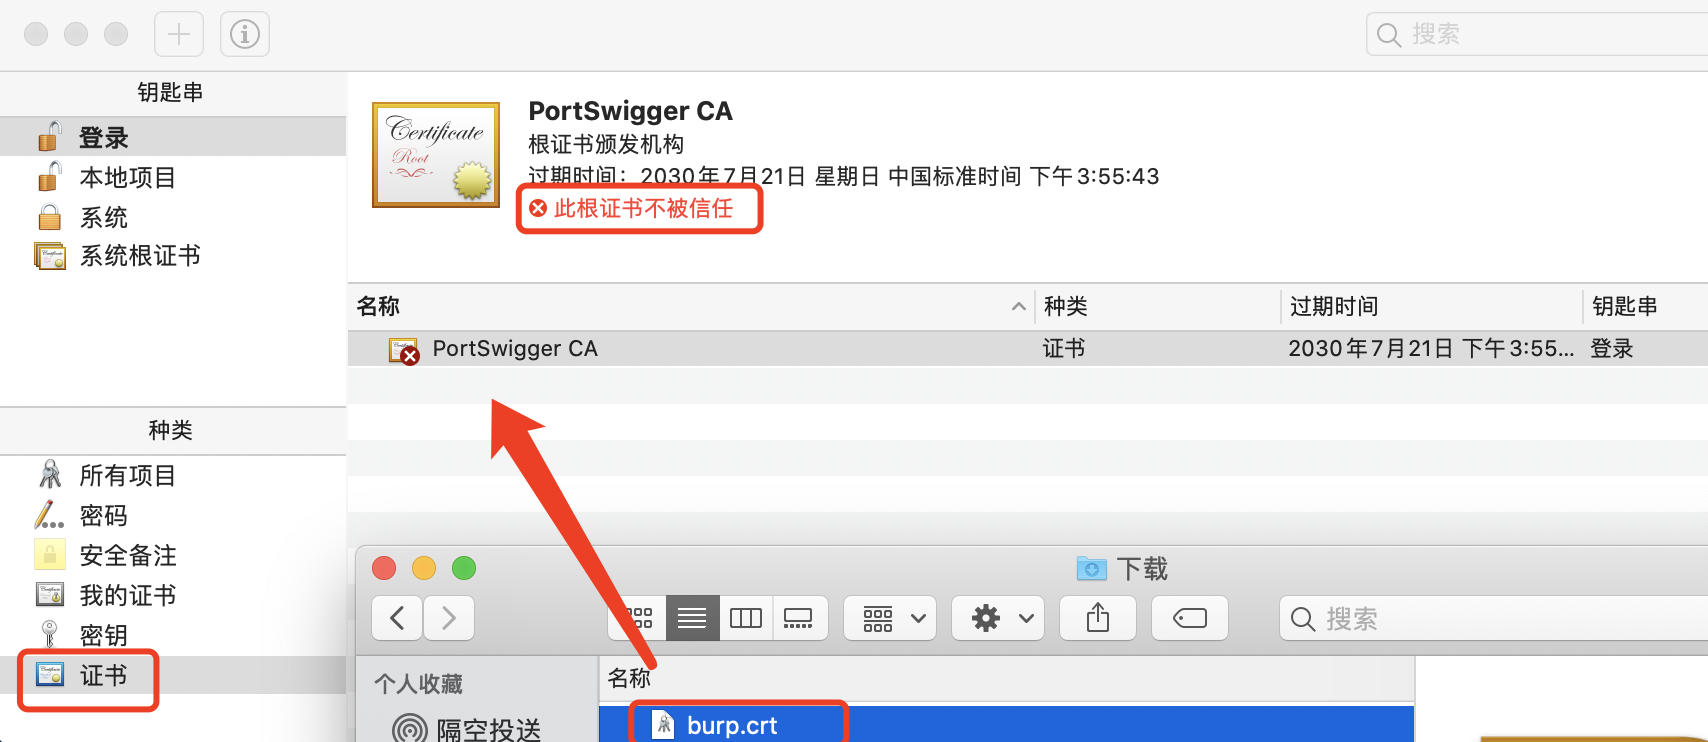 搜索
钥匙串
登录
本地项目
系统
系统根证书
PortSwigger CA
根证书颁发机构
过期时间：2030年7月21日 星期日 中国标准时间 下午3:55:43
此根证书不被信任
名称 种类 过期时间 钥匙串
PortSwigger CA 证书 2030年7月21日 下午3:55... 登录
种类
所有项目
密码
安全备注
我的证书
密钥
证书
下载
搜索
个人收藏
隔空投送
名称
burp.crt